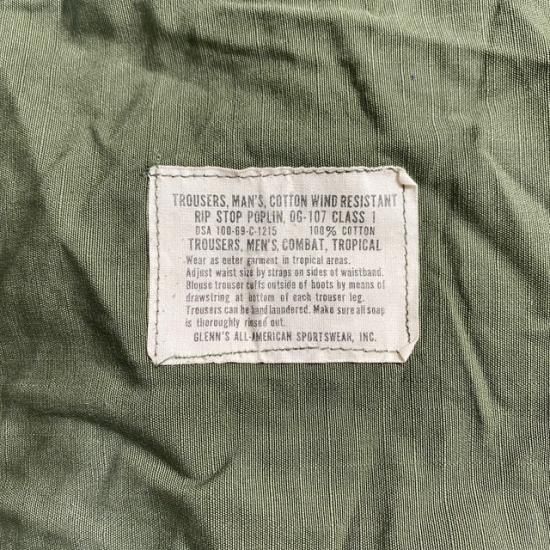 TROUSERS, MAN'S, COTTON WIND RESISTANT
RIP STOP POPLIN, OG-107 CLASS 1
DSA 100-69-C-1215 100% COTTON
TROUSERS, MEN'S, COMBAT, TROPICAL
Wear as outer garment in tropical areas.
Adjust waist size by straps on sides of waistband.
Blouse trouser cuffs outside of boots by means of
drawstring at bottom of each trouser leg.
Trousers can be hand laundered. Make sure all soap
is thoroughly rinsed out.
GLENN'S ALL-AMERICAN SPORTSWEAR, INC.